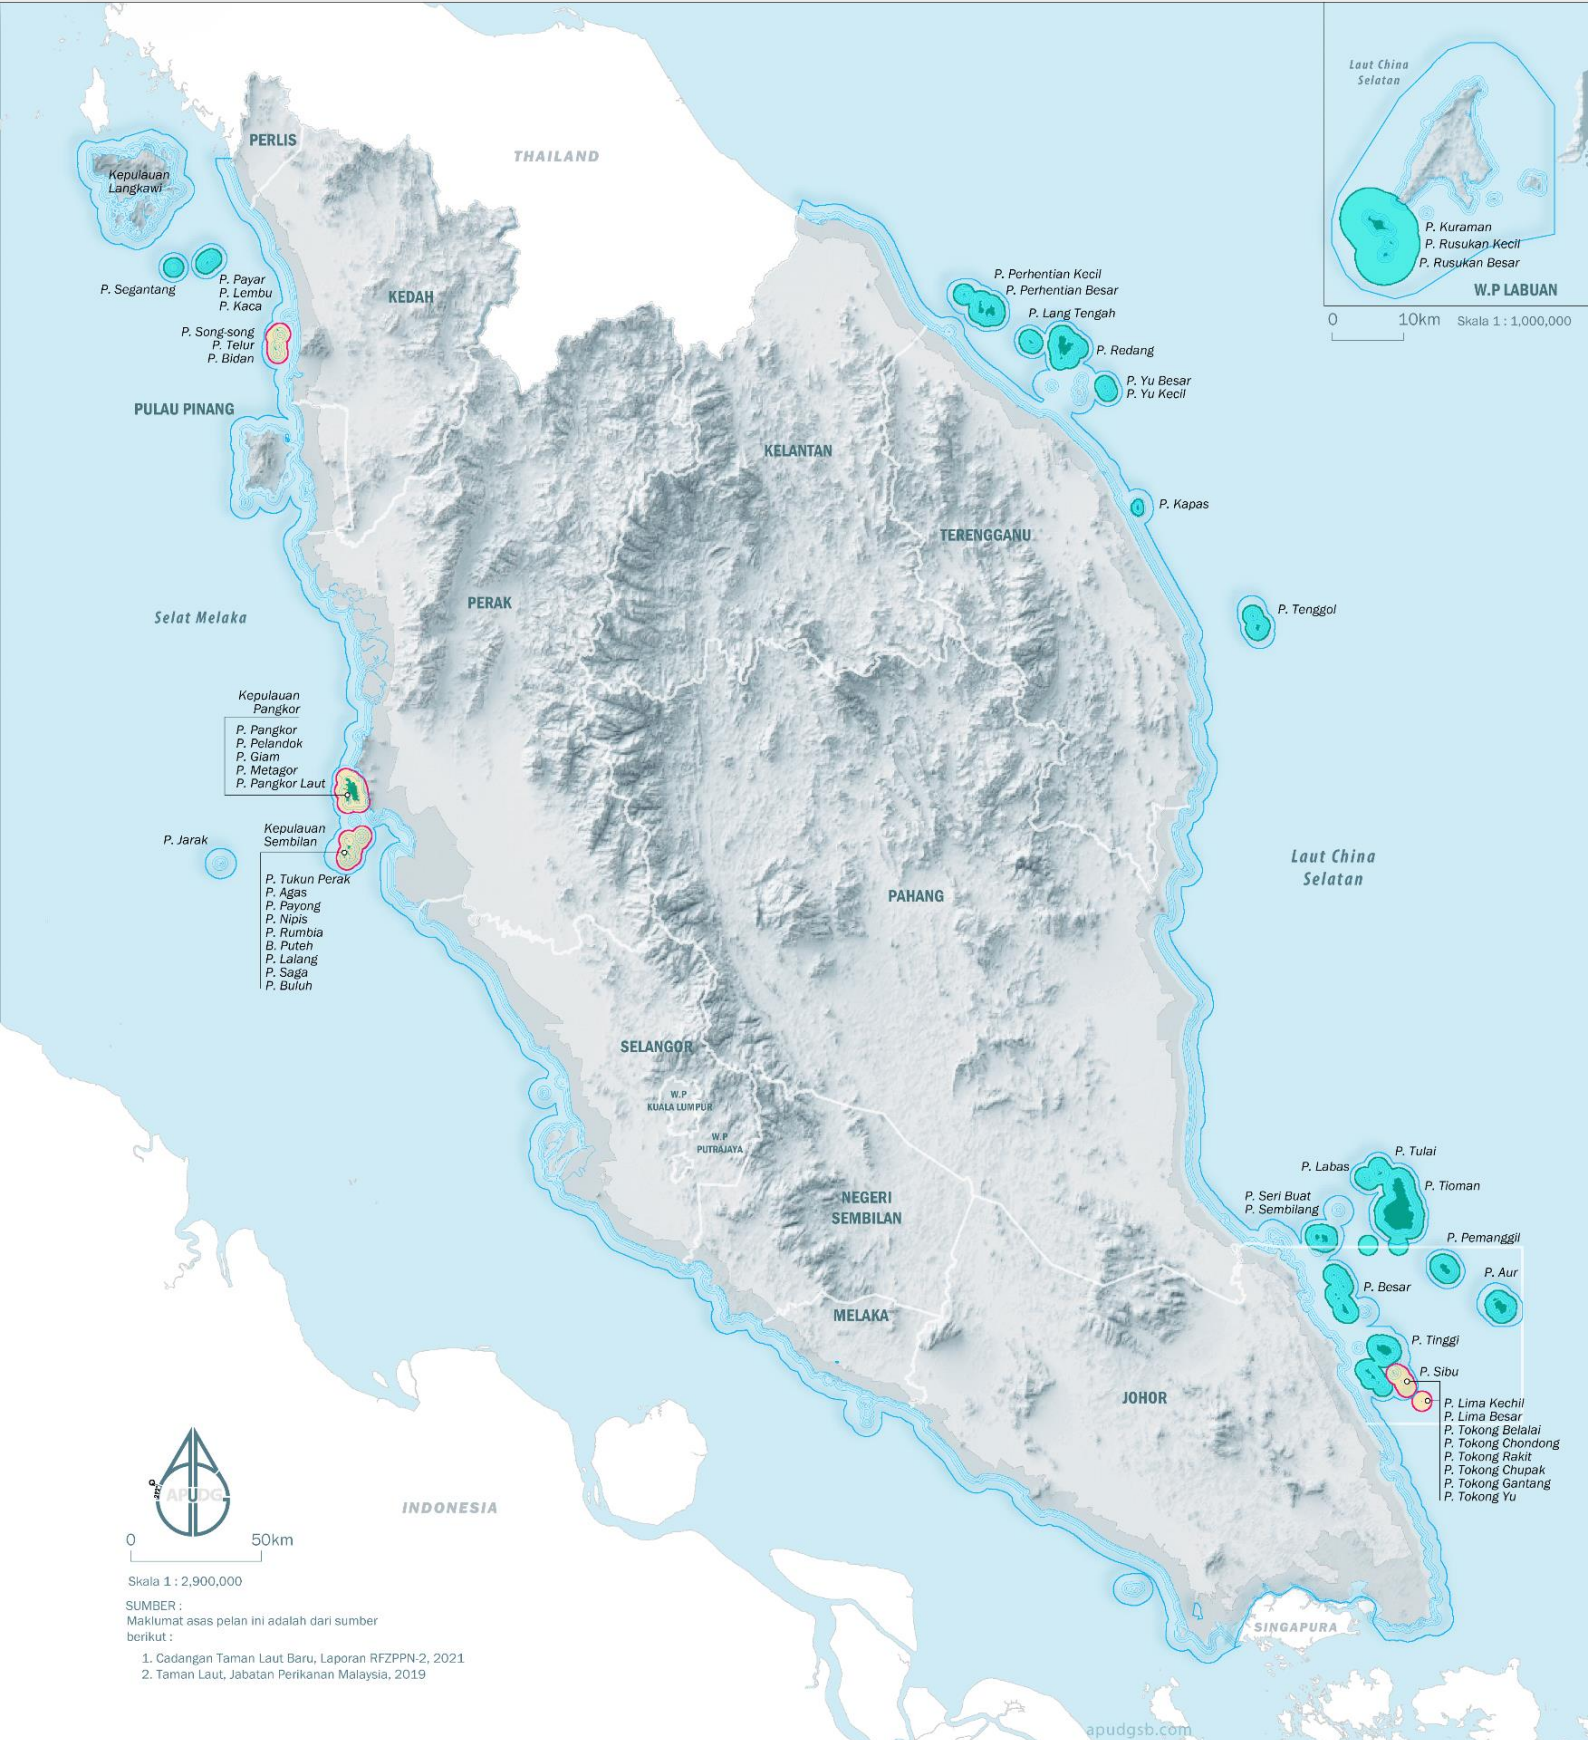 Laut China
Selatan
P. Kuraman
P. Rusukan Kecil
P. Rusukan Besar
W.P LABUAN
0 10km Skala 1 : 1,000,000
PERLIS
THAILAND
Kepulauan
Langkawi
P. Segantang
P. Payar
P. Lembu
P. Kaca
KEDAH
P. Song-song
P. Telur
P. Bidan
PULAU PINANG
P. Perhentian Kecil
P. Perhentian Besar
P. Lang Tengah
P. Redang
P. Yu Besar
P. Yu Kecil
KELANTAN
P. Kapas
TERENGGANU
PERAK
Selat Melaka
P. Tenggol
Kepulauan
Pangkor
P. Pangkor
P. Pelandok
P. Giam
P. Metagor
P. Pangkor Laut
P. Jarak
Kepulauan
Sembilan
P. Tukun Perak
P. Agas
P. Payong
P. Nipis
P. Rumbia
B. Puteh
P. Lalang
P. Saga
P. Buluh
Laut China
Selatan
PAHANG
SELANGOR
W.P
KUALA LUMPUR
W.P
PUTRAJAYA
NEGERI
SEMBILAN
MELAKA
JOHOR
P. Tulai
P. Labas
P. Tioman
P. Seri Buat
P. Sembilang
P. Pemanggil
P. Aur
P. Besar
P. Tinggi
P. Sibu
P. Lima Kechil
P. Lima Besar
P. Tokong Belalai
P. Tokong Chondong
P. Tokong Rakit
P. Tokong Chupak
P. Tokong Gantang
P. Tokong Yu
INDONESIA
SINGAPURA
APUDG
0 50km
Skala 1 : 2,900,000
SUMBER :
Maklumat asas pelan ini adalah dari sumber
berikut :
1. Cadangan Taman Laut Baru, Laporan RFZPPN-2, 2021
2. Taman Laut, Jabatan Perikanan Malaysia, 2019
apudgsb.com